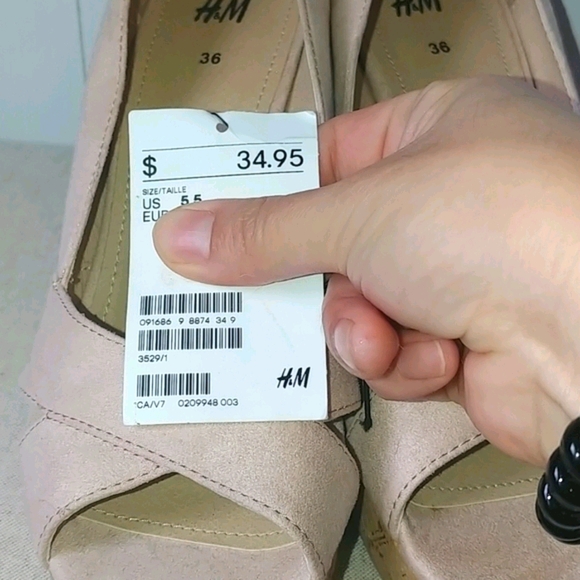 H&M
36
H&M
36
$ 34.95
SIZE/TAILLE
US 5.5
EUR
091686 9 8874 34 9
3529/1
H&M
CA/V7 0209948 003